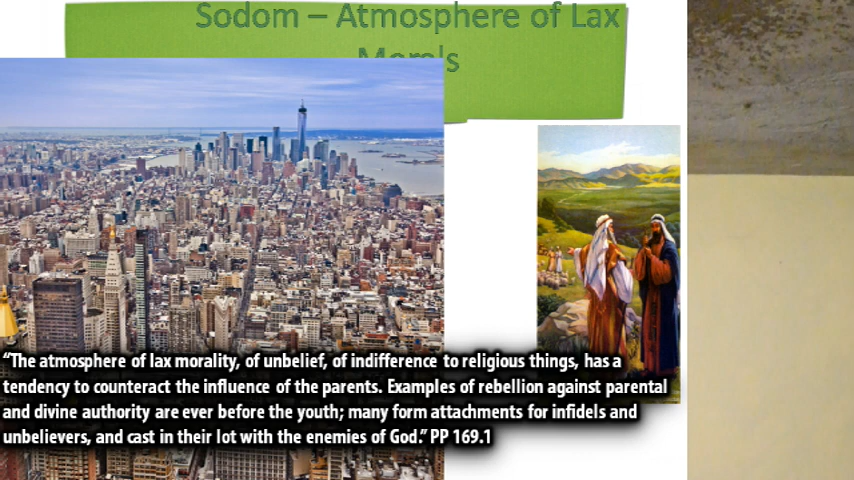 Sodom – Atmosphere of Lax
Morals
“The atmosphere of lax morality, of unbelief, of indifference to religious things, has a
tendency to counteract the influence of the parents. Examples of rebellion against parental
and divine authority are ever before the youth; many form attachments for infidels and
unbelievers, and cast in their lot with the enemies of God.” PP 169.1